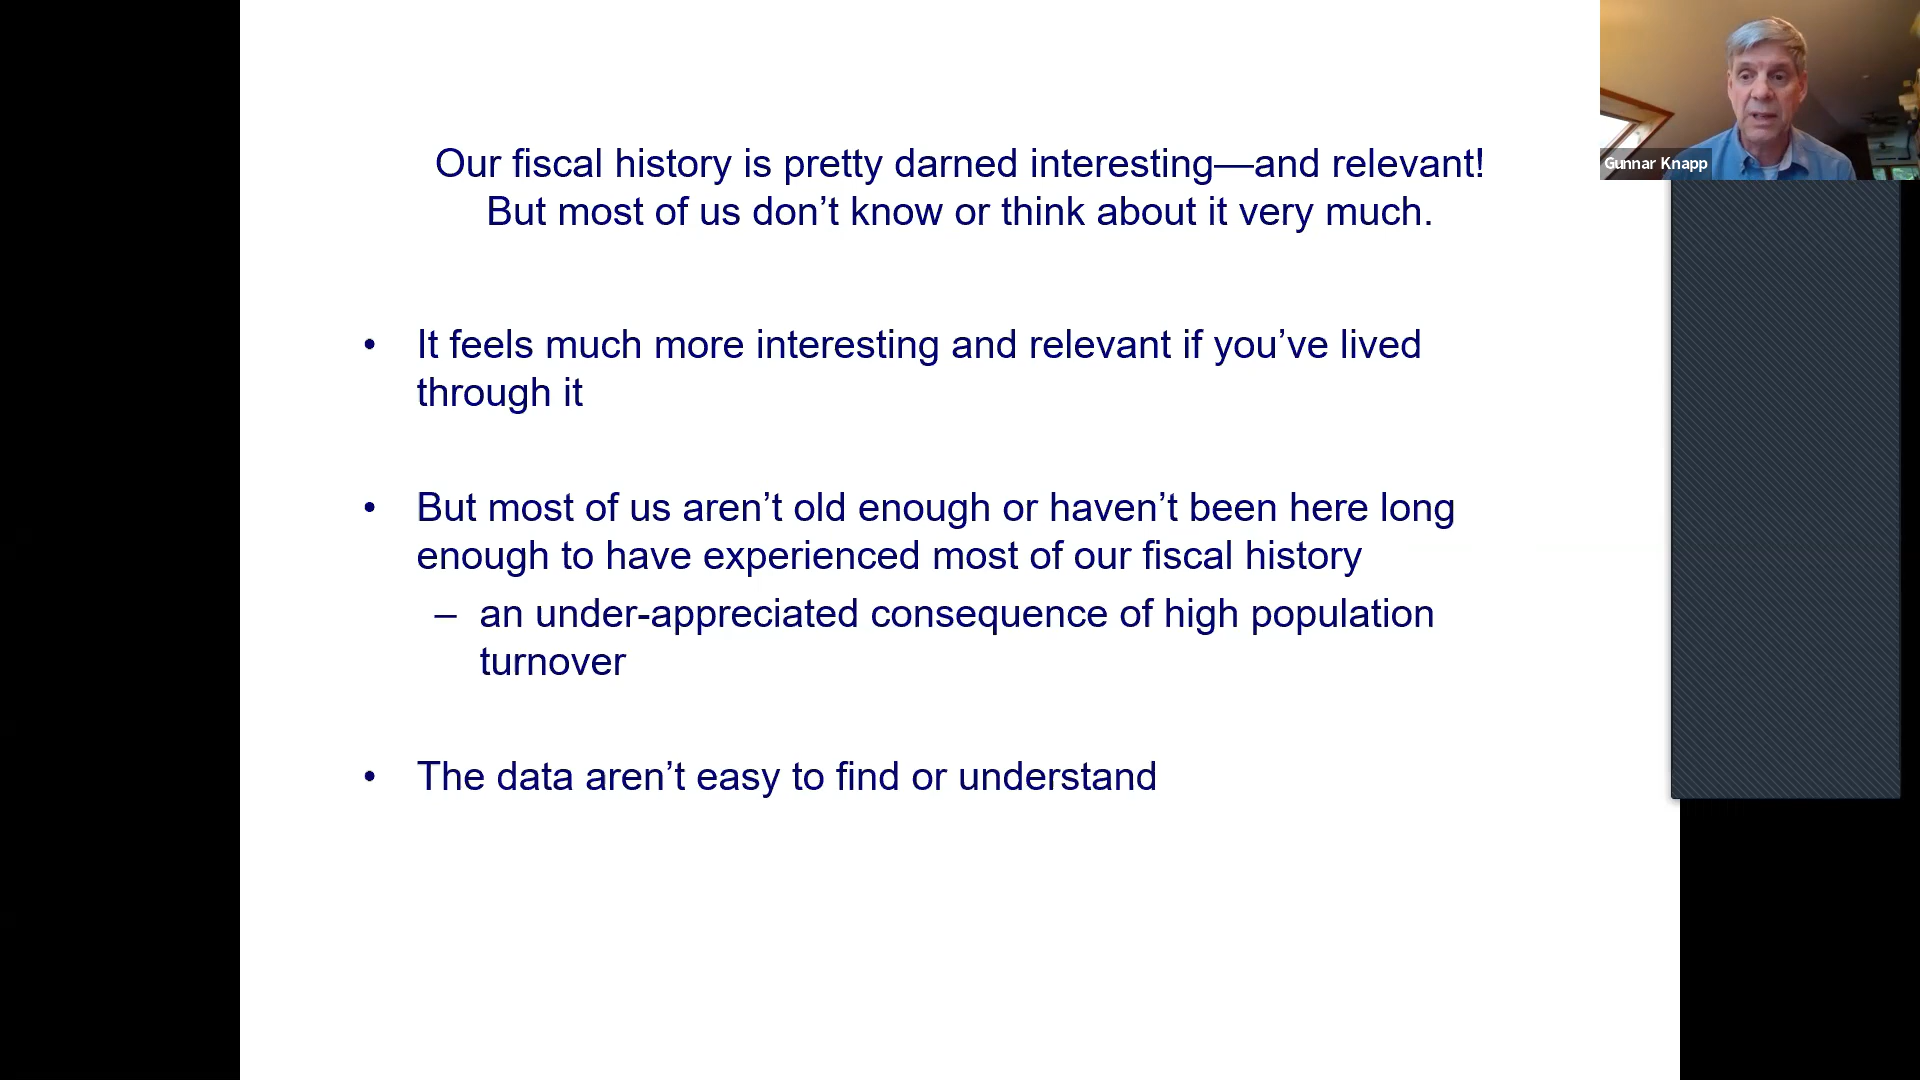 Our fiscal history is pretty darned interesting—and relevant!
But most of us don’t know or think about it very much.
• It feels much more interesting and relevant if you’ve lived
through it
• But most of us aren’t old enough or haven’t been here long
enough to have experienced most of our fiscal history
– an under-appreciated consequence of high population
turnover
• The data aren’t easy to find or understand
Gunnar Knapp